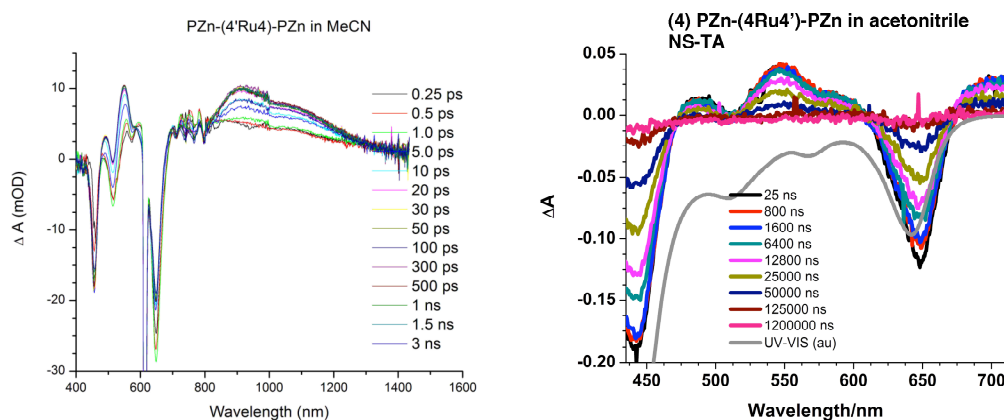 PZn-(4'Ru4)-PZn in MeCN
Δ A (mOD)
10
0
-10
-20
-30
400
600
800
1000
1200
1400
1600
Wavelength (nm)
0.25 ps
0.5 ps
1.0 ps
5.0 ps
10 ps
20 ps
30 ps
50 ps
100 ps
300 ps
500 ps
1 ns
1.5 ns
3 ns
(4) PZn-(4Ru4')-PZn in acetonitrile
NS-TA
ΔA
0.05
0.00
-0.05
-0.10
-0.15
-0.20
450
500
550
600
650
700
Wavelength/nm
25 ns
800 ns
1600 ns
6400 ns
12800 ns
25000 ns
50000 ns
125000 ns
1200000 ns
UV-VIS (au)